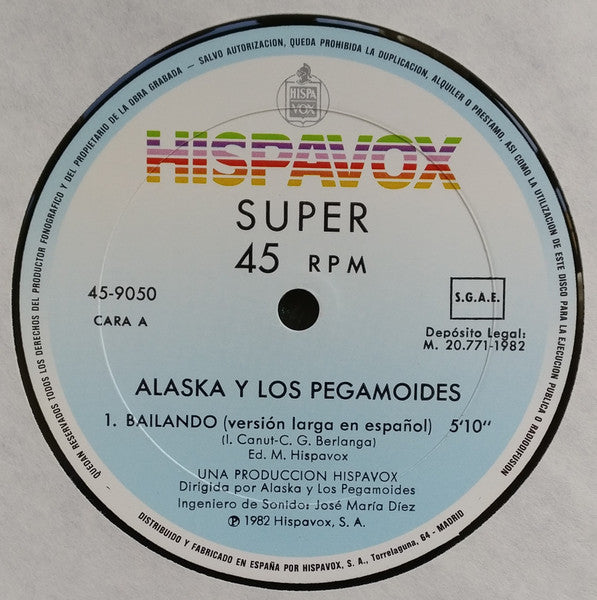 QUEDAN RESERVADOS TODOS LOS DERECHOS DEL PRODUCTOR FONOGRAFICO Y DEL PROPIETARIO DE LA OBRA GRABADA - SALVO AUTORIZACION, QUEDA PROHIBIDA LA DUPLICACION, ALQUILER O PRESTAMO, ASI COMO LA UTILIZACION DE ESTE DISCO PARA LA EJECUCION PUBLICA O RADIODIFUSION
HISPA
VOX
HISPAVOX
SUPER
45 RPM
45-9050
CARA A
S.G.A.E.
Depósito Legal:
M. 20.771-1982
ALASKA Y LOS PEGAMOIDES
1. BAILANDO (versión larga en español) 5'10"
(I. Canut-C. G. Berlanga)
Ed. M. Hispavox
UNA PRODUCCION HISPAVOX
Dirigida por Alaska y Los Pegamoides
Ingeniero de Sonido: José María Díez
℗ 1982 Hispavox, S. A.
DISTRIBUIDO Y FABRICADO EN ESPAÑA POR HISPAVOX, S. A., Torrelaguna, 64 - MADRID